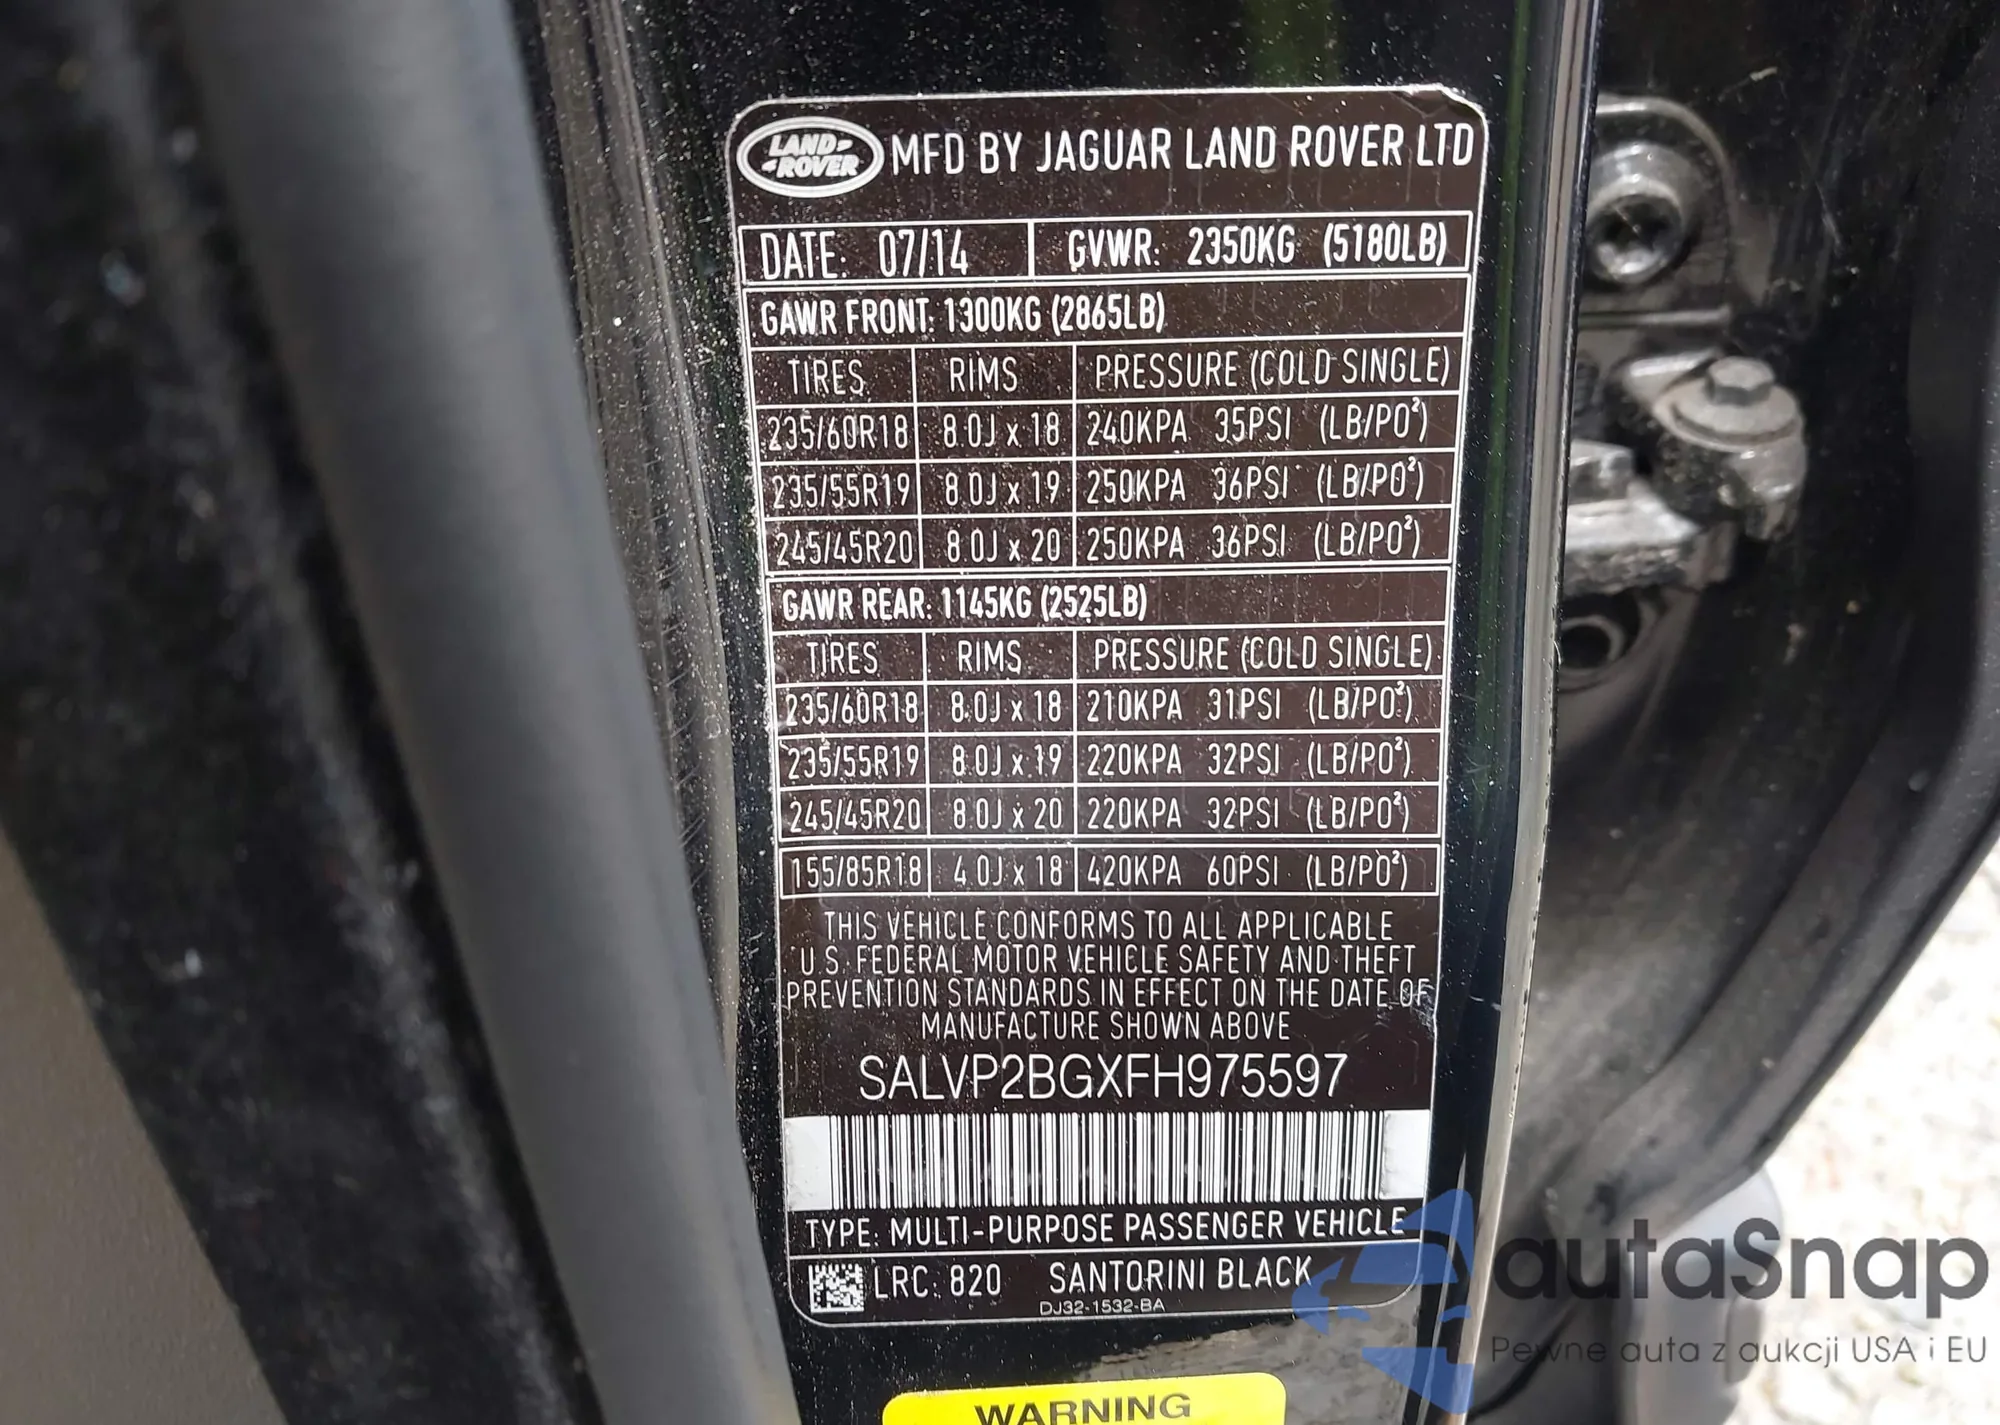 LAND ROVER MFD BY JAGUAR LAND ROVER LTD
DATE: 07/14 GVWR: 2350KG (5180LB)
GAWR FRONT: 1300KG (2865LB)
TIRES RIMS PRESSURE (COLD SINGLE)
235/60R18 8.0J x 18 240KPA 35PSI (LB/PO²)
235/55R19 8.0J x 19 250KPA 36PSI (LB/PO²)
245/45R20 8.0J x 20 250KPA 36PSI (LB/PO²)
GAWR REAR: 1145KG (2525LB)
TIRES RIMS PRESSURE (COLD SINGLE)
235/60R18 8.0J x 18 210KPA 31PSI (LB/PO²)
235/55R19 8.0J x 19 220KPA 32PSI (LB/PO²)
245/45R20 8.0J x 20 220KPA 32PSI (LB/PO²)
155/85R18 4.0J x 18 420KPA 60PSI (LB/PO²)
THIS VEHICLE CONFORMS TO ALL APPLICABLE
U.S. FEDERAL MOTOR VEHICLE SAFETY AND THEFT
PREVENTION STANDARDS IN EFFECT ON THE DATE OF
MANUFACTURE SHOWN ABOVE
SALVP2BGXFH975597
TYPE: MULTI-PURPOSE PASSENGER VEHICLE
LRC: 820 SANTORINI BLACK
DJ32-1532-BA
WARNING
autaSnap
Pewne auta z aukcji USA i EU